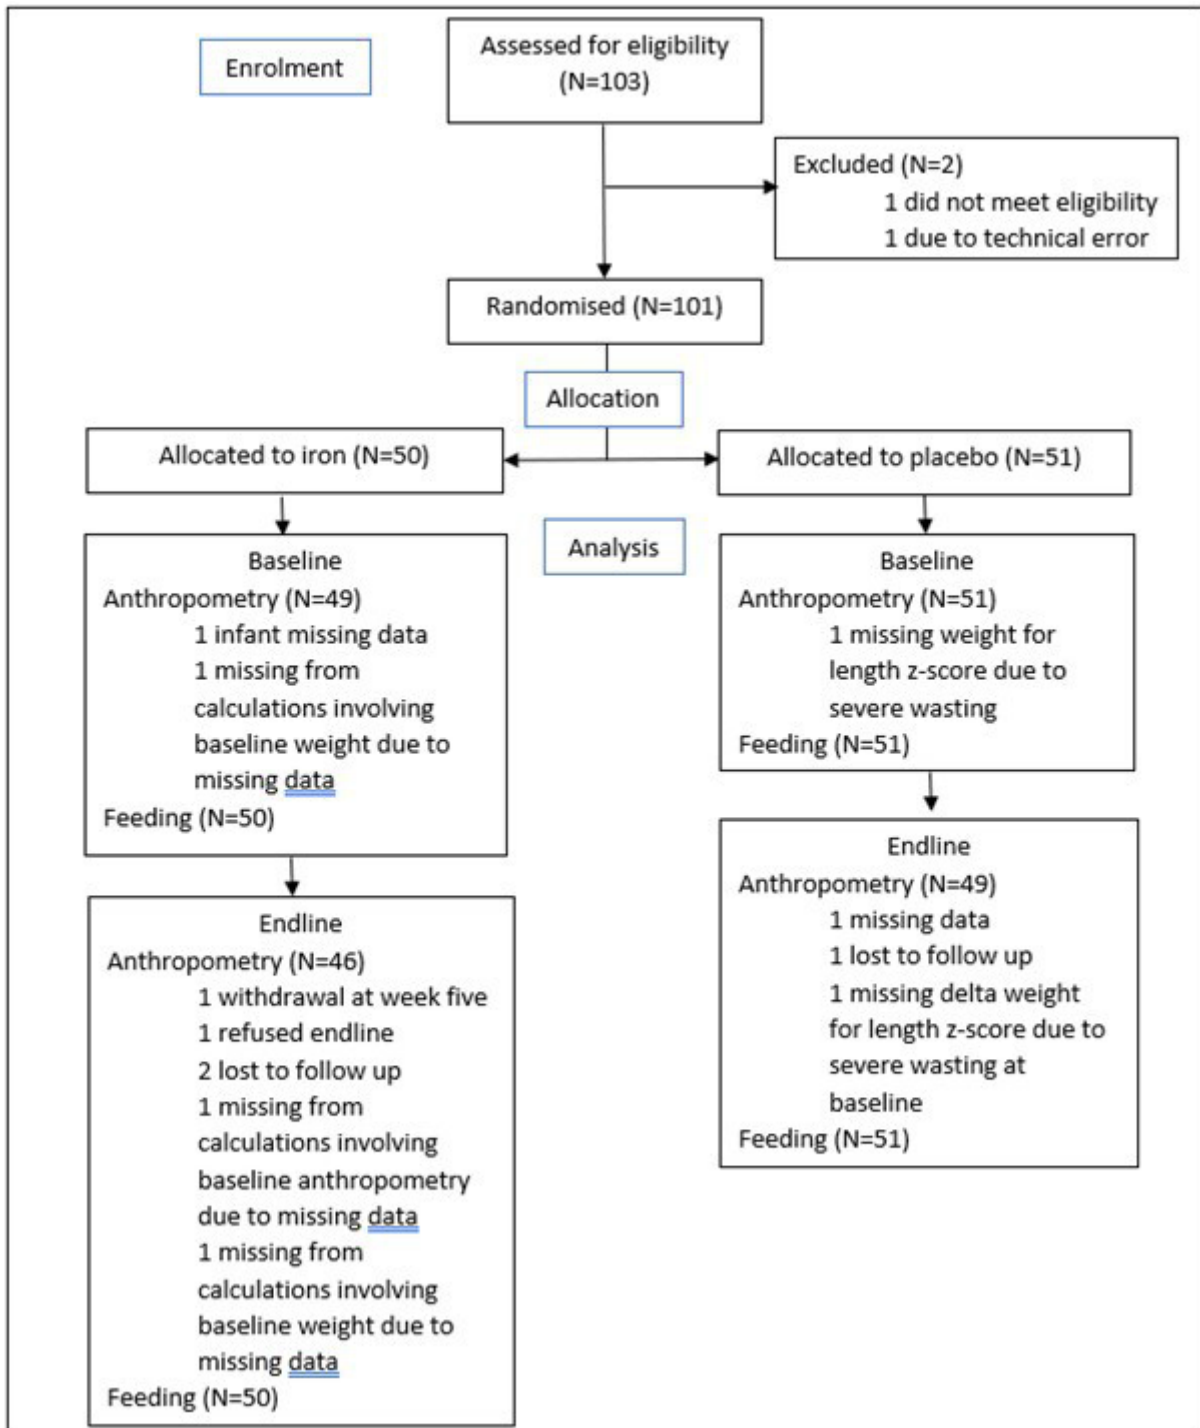 Enrolment
Assessed for eligibility
(N=103)
Excluded (N=2)
1 did not meet eligibility
1 due to technical error
Randomised (N=101)
Allocation
Allocated to iron (N=50)
Allocated to placebo (N=51)
Analysis
Baseline
Anthropometry (N=49)
1 infant missing data
1 missing from
calculations involving
baseline weight due to
missing data
Feeding (N=50)
Baseline
Anthropometry (N=51)
1 missing weight for
length z-score due to
severe wasting
Feeding (N=51)
Endline
Anthropometry (N=46)
1 withdrawal at week five
1 refused endline
2 lost to follow up
1 missing from
calculations involving
baseline anthropometry
due to missing data
1 missing from
calculations involving
baseline weight due to
missing data
Feeding (N=50)
Endline
Anthropometry (N=49)
1 missing data
1 lost to follow up
1 missing delta weight
for length z-score due to
severe wasting at
baseline
Feeding (N=51)